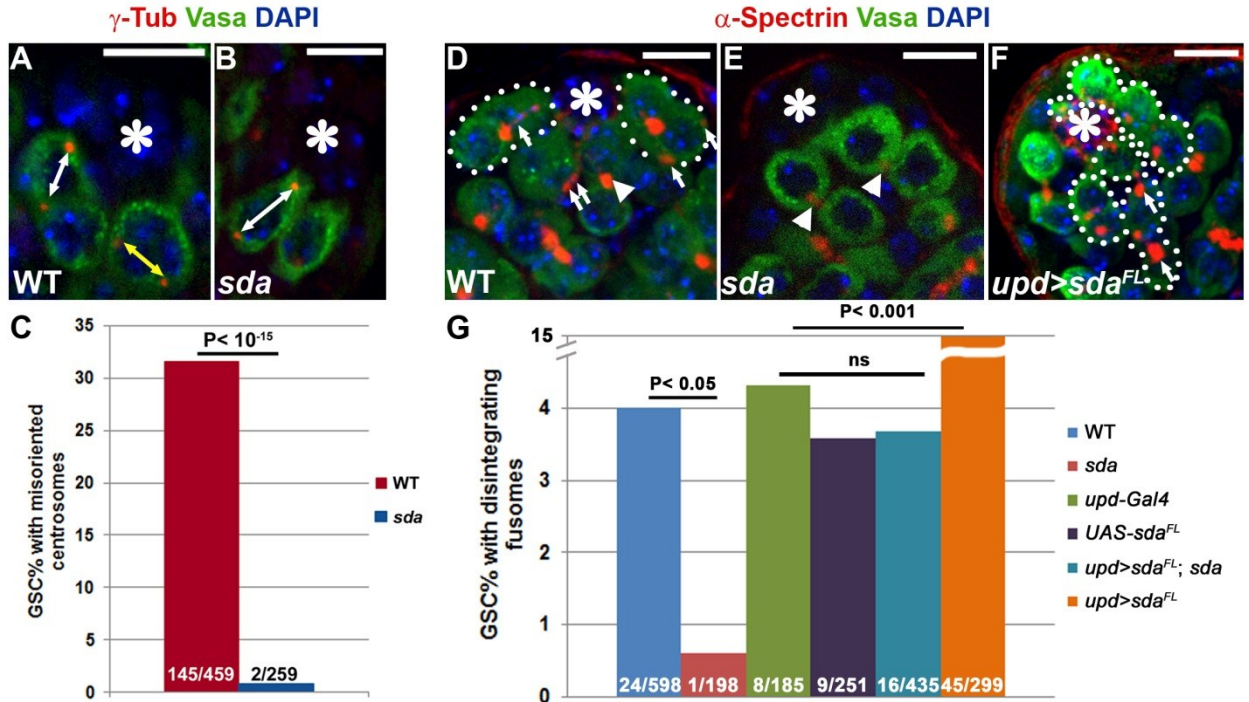 γ-Tub Vasa DAPI
α-Spectrin Vasa DAPI
A
WT
B
sda
D
WT
E
sda
F
upd>sdaFL
C
GSC% with misoriented centrosomes
35
30
25
20
15
10
5
0
P< 10-15
145/459
2/259
WT
sda
G
GSC% with disintegrating fusomes
15
4
3
2
1
0
P< 0.05
P< 0.001
ns
24/598
1/198
8/185
9/251
16/435
45/299
WT
sda
upd-Gal4
UAS-sdaFL
upd>sdaFL; sda
upd>sdaFL